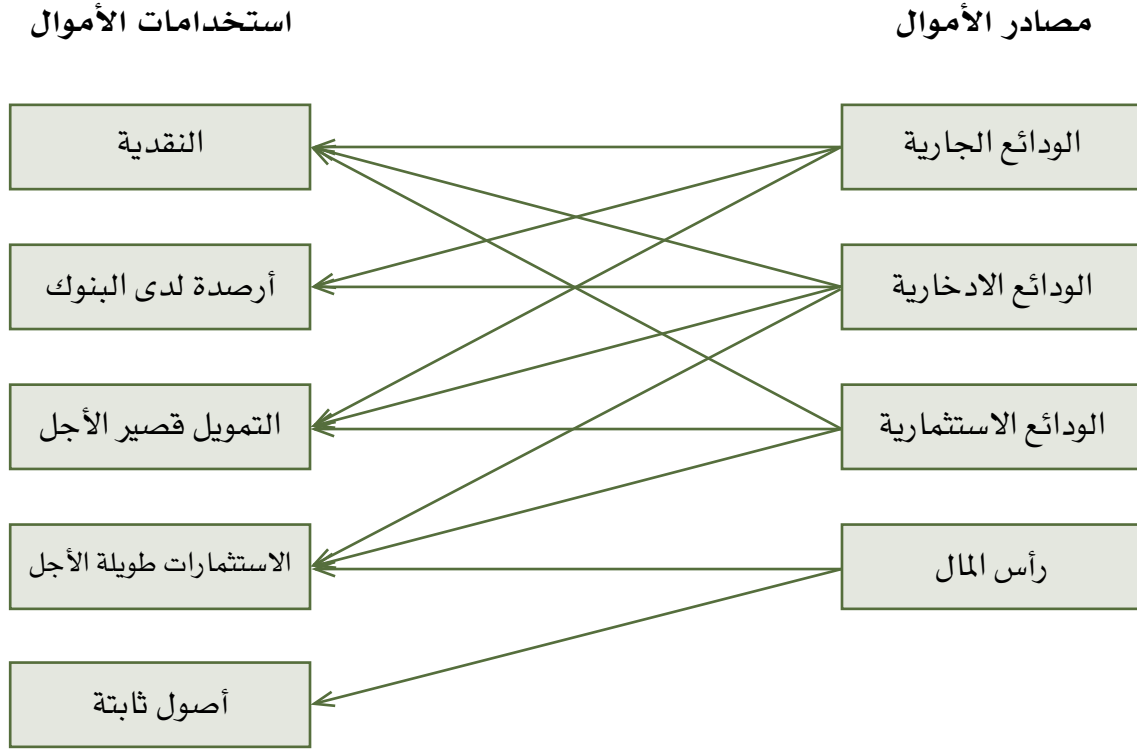 مصادر الأموال
استخدامات الأموال
الودائع الجارية
النقدية
الودائع الادخارية
أرصدة لدى البنوك
الودائع الاستثمارية
التمويل قصير الأجل
رأس المال
الاستثمارات طويلة الأجل
أصول ثابتة